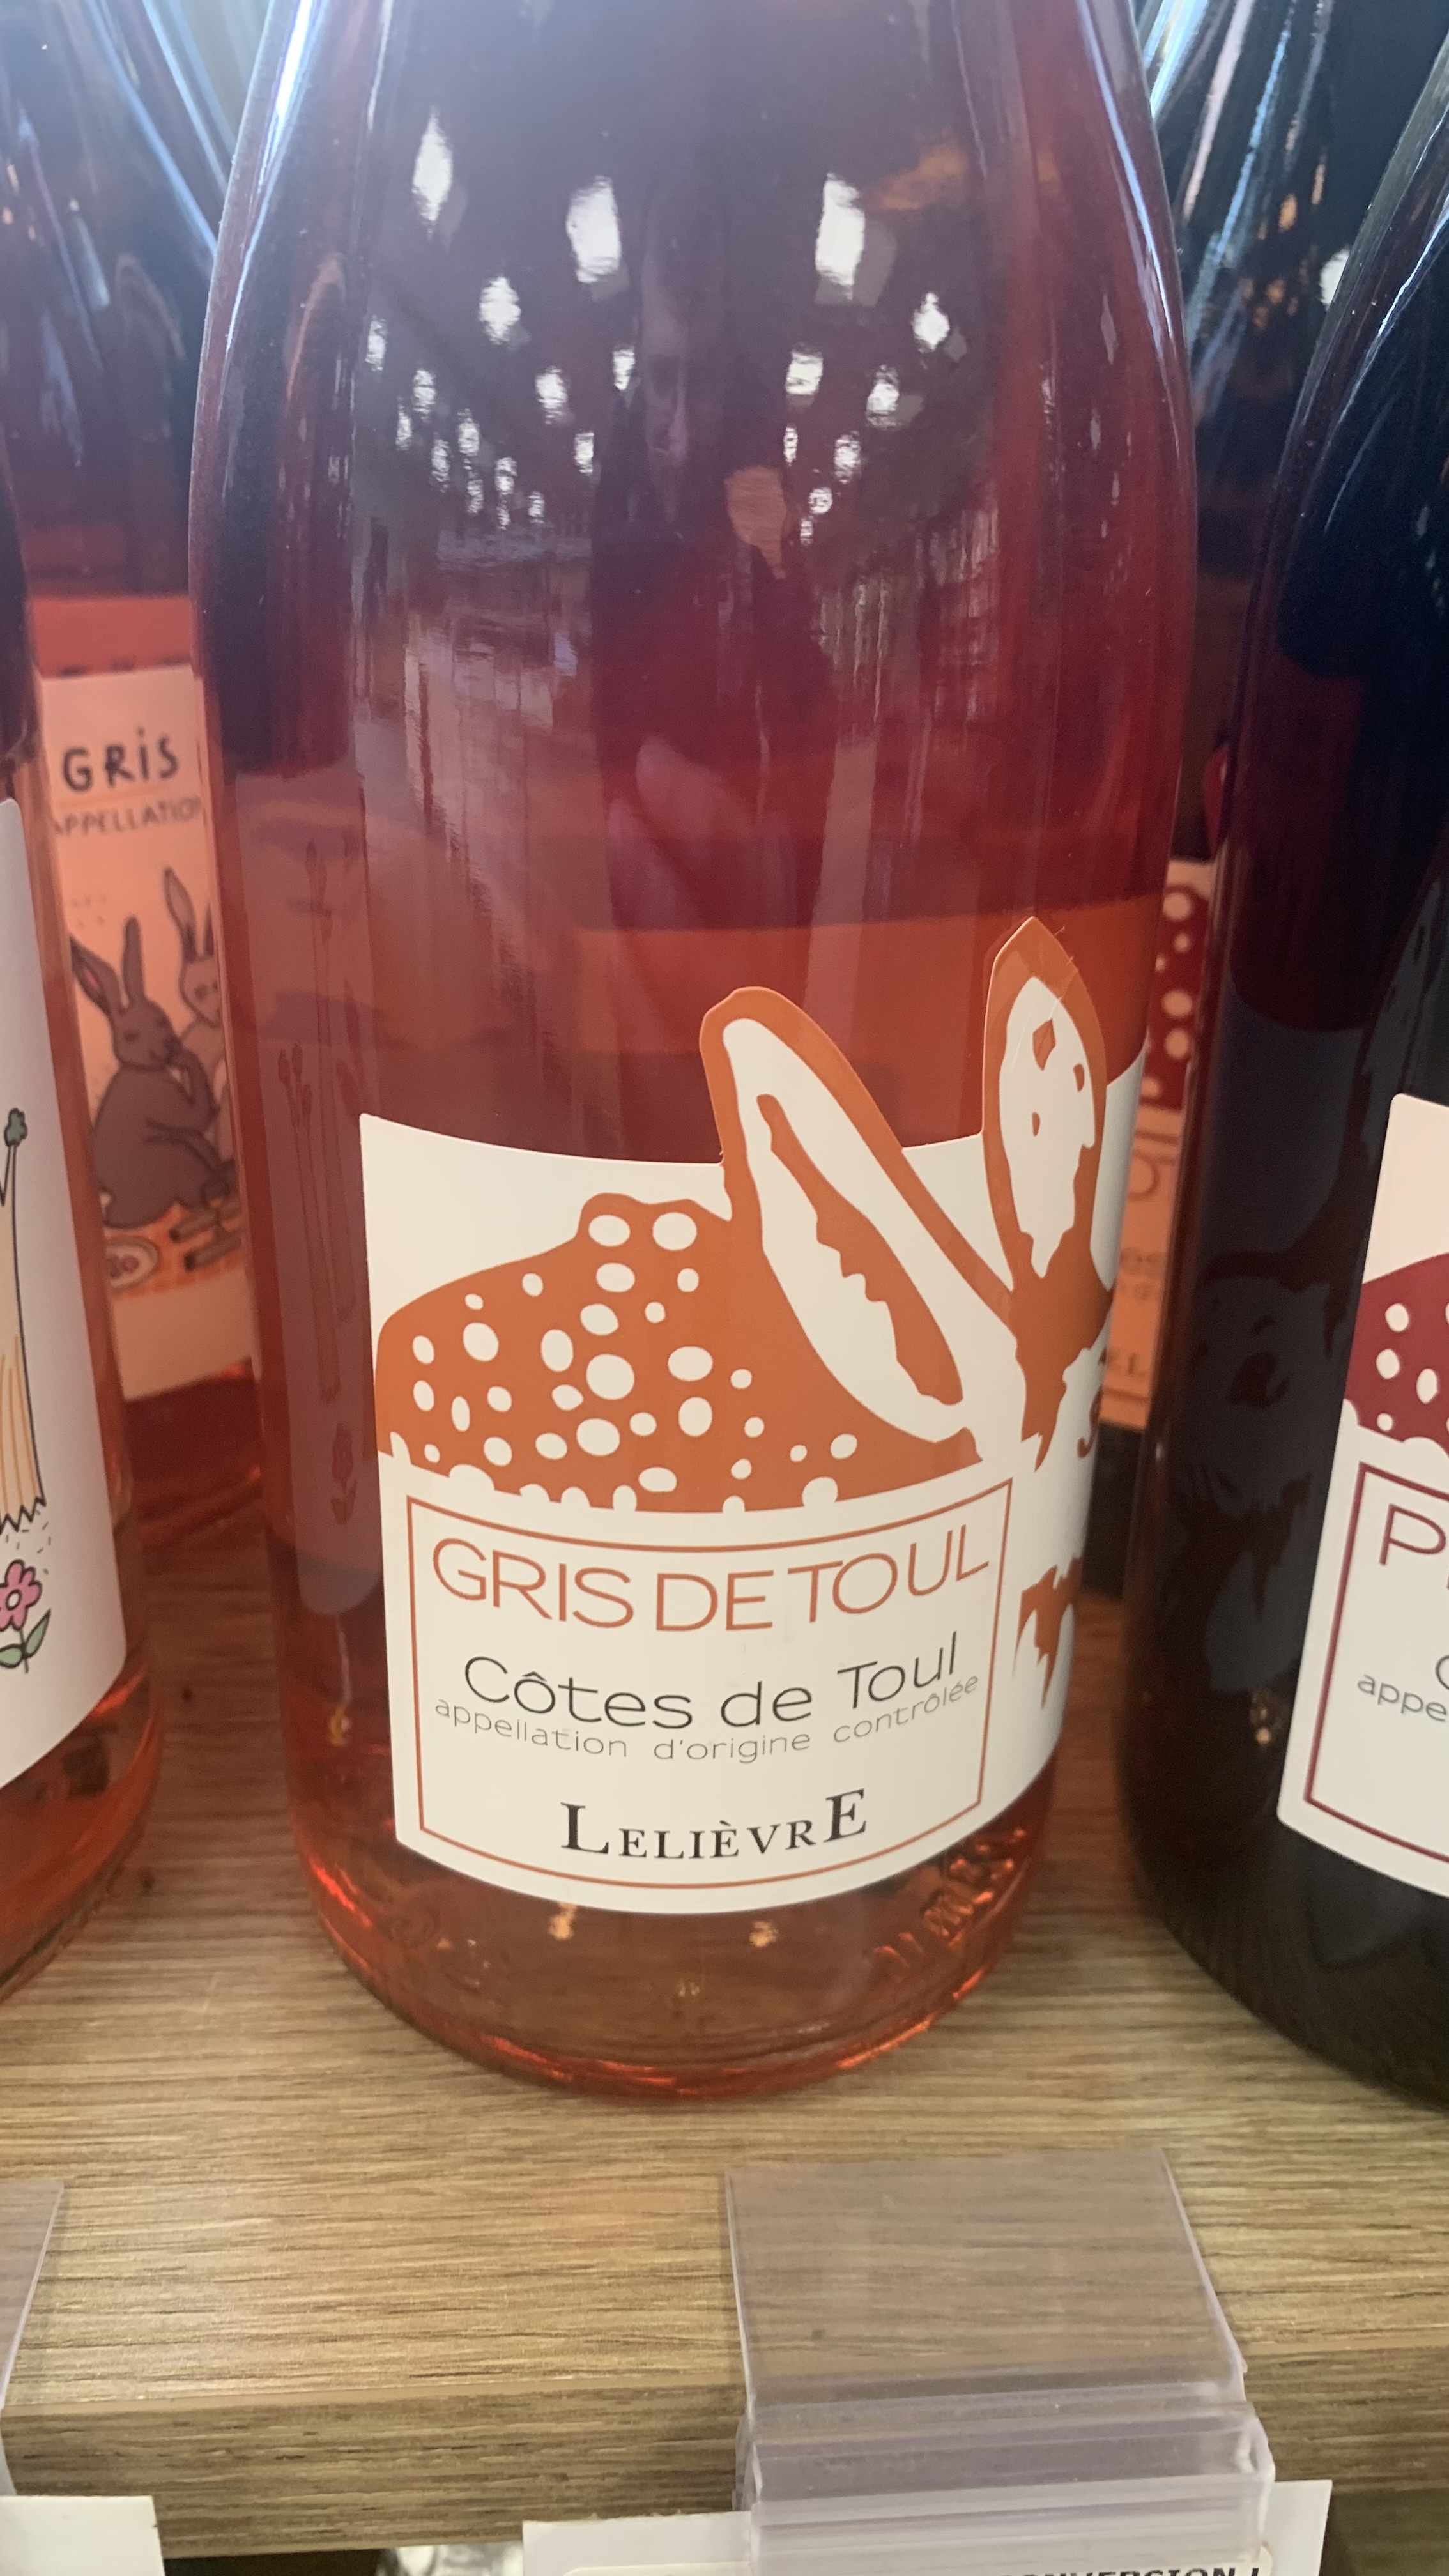 GRiS
APPELLATION
GRIS DE TOUL
Côtes de Toul
appellation d'origine contrôlée
LELIÈVRE